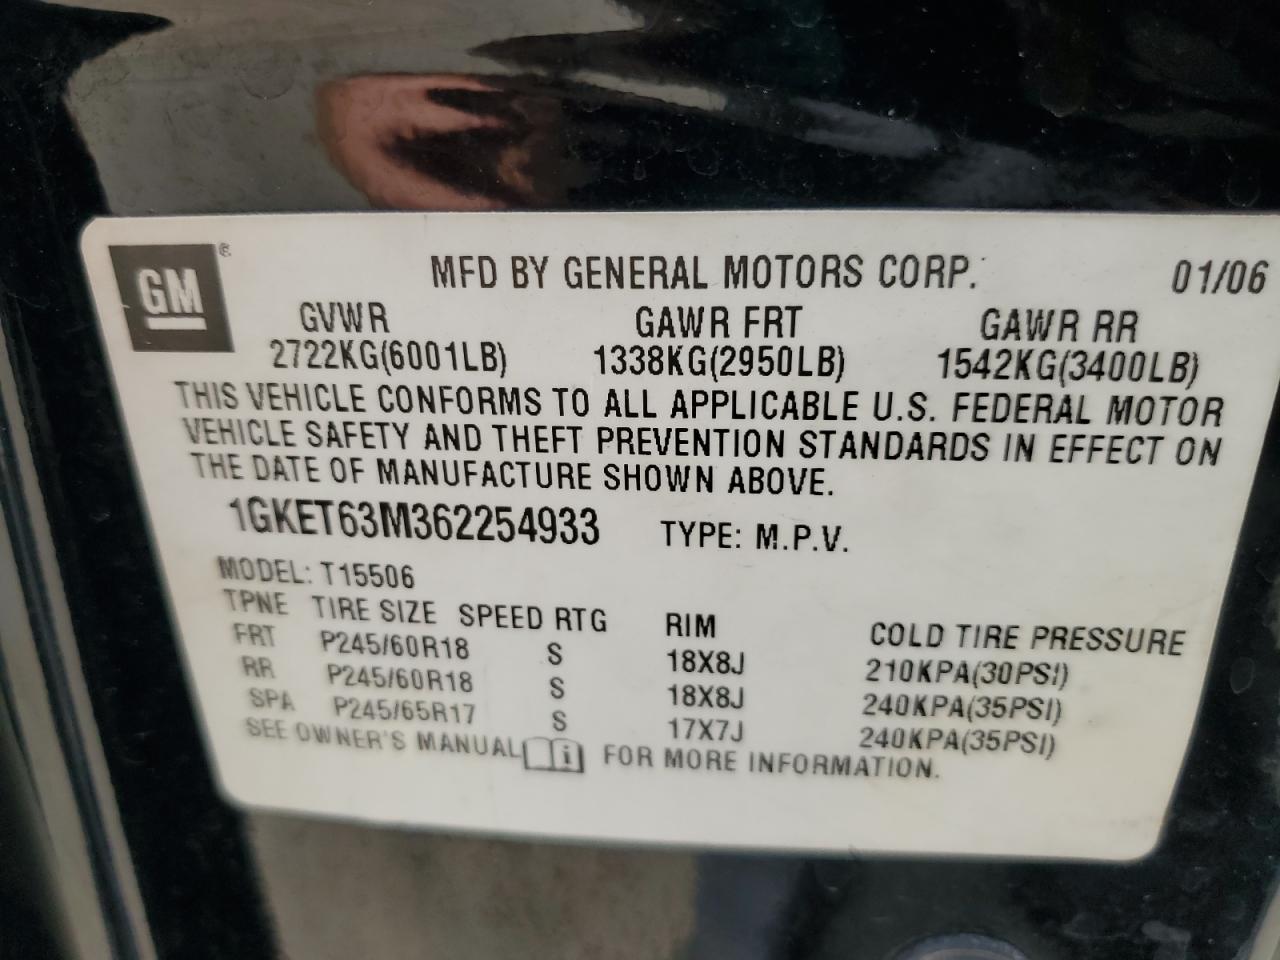 GM ®
MFD BY GENERAL MOTORS CORP. 01/06
GVWR GAWR FRT GAWR RR
2722KG(6001LB) 1338KG(2950LB) 1542KG(3400LB)
THIS VEHICLE CONFORMS TO ALL APPLICABLE U.S. FEDERAL MOTOR
VEHICLE SAFETY AND THEFT PREVENTION STANDARDS IN EFFECT ON
THE DATE OF MANUFACTURE SHOWN ABOVE.
1GKET63M362254933 TYPE: M.P.V.
MODEL: T15506
TPNE TIRE SIZE SPEED RTG RIM COLD TIRE PRESSURE
FRT P245/60R18 S 18X8J 210KPA(30PSI)
RR P245/60R18 S 18X8J 240KPA(35PSI)
SPA P245/65R17 S 17X7J 240KPA(35PSI)
SEE OWNER'S MANUAL i FOR MORE INFORMATION.